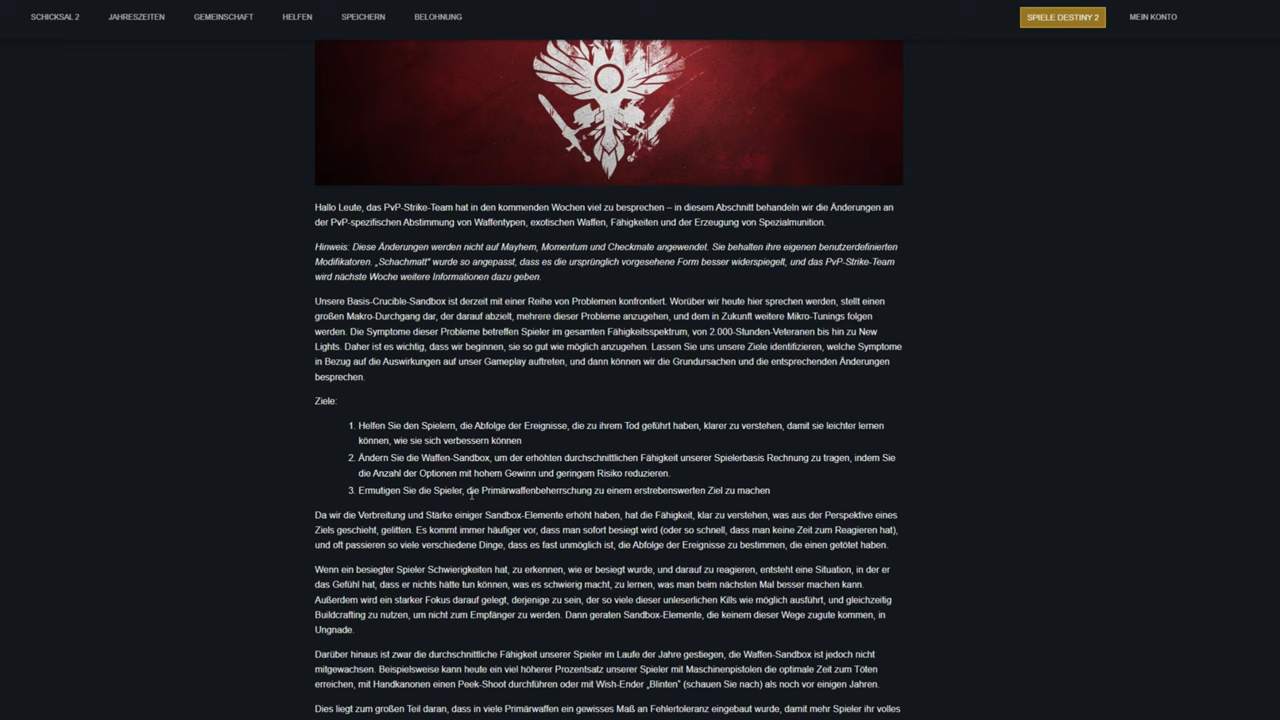 SCHICKSAL 2 JAHRESZEITEN GEMEINSCHAFT HELFEN SPEICHERN BELOHNUNG SPIELE DESTINY 2 MEIN KONTO
Hallo Leute, das PvP-Strike-Team hat in den kommenden Wochen viel zu besprechen – in diesem Abschnitt behandeln wir die Änderungen an
der PvP-spezifischen Abstimmung von Waffentypen, exotischen Waffen, Fähigkeiten und der Erzeugung von Spezialmunition.
Hinweis: Diese Änderungen werden nicht auf Mayhem, Momentum und Checkmate angewendet. Sie behalten ihre eigenen benutzerdefinierten
Modifikatoren. „Schachmatt" wurde so angepasst, dass es die ursprünglich vorgesehene Form besser widerspiegelt, und das PvP-Strike-Team
wird nächste Woche weitere Informationen dazu geben.
Unsere Basis-Crucible-Sandbox ist derzeit mit einer Reihe von Problemen konfrontiert. Worüber wir heute hier sprechen werden, stellt einen
großen Makro-Durchgang dar, der darauf abzielt, mehrere dieser Probleme anzugehen, und dem in Zukunft weitere Mikro-Tunings folgen
werden. Die Symptome dieser Probleme betreffen Spieler im gesamten Fähigkeitsspektrum, von 2.000-Stunden-Veteranen bis hin zu New
Lights. Daher ist es wichtig, dass wir beginnen, sie so gut wie möglich anzugehen. Lassen Sie uns unsere Ziele identifizieren, welche Symptome
in Bezug auf die Auswirkungen auf unser Gameplay auftreten, und dann können wir die Grundursachen und die entsprechenden Änderungen
besprechen.
Ziele:
1. Helfen Sie den Spielern, die Abfolge der Ereignisse, die zu ihrem Tod geführt haben, klarer zu verstehen, damit sie leichter lernen
können, wie sie sich verbessern können
2. Ändern Sie die Waffen-Sandbox, um der erhöhten durchschnittlichen Fähigkeit unserer Spielerbasis Rechnung zu tragen, indem Sie
die Anzahl der Optionen mit hohem Gewinn und geringem Risiko reduzieren.
3. Ermutigen Sie die Spieler, die Primärwaffenbeherrschung zu einem erstrebenswerten Ziel zu machen
Da wir die Verbreitung und Stärke einiger Sandbox-Elemente erhöht haben, hat die Fähigkeit, klar zu verstehen, was aus der Perspektive eines
Ziels geschieht, gelitten. Es kommt immer häufiger vor, dass man sofort besiegt wird (oder so schnell, dass man keine Zeit zum Reagieren hat),
und oft passieren so viele verschiedene Dinge, dass es fast unmöglich ist, die Abfolge der Ereignisse zu bestimmen, die einen getötet haben.
Wenn ein besiegter Spieler Schwierigkeiten hat, zu erkennen, wie er besiegt wurde, und darauf zu reagieren, entsteht eine Situation, in der er
das Gefühl hat, dass er nichts hätte tun können, was es schwierig macht, zu lernen, was man beim nächsten Mal besser machen kann.
Außerdem wird ein starker Fokus darauf gelegt, derjenige zu sein, der so viele dieser unleserlichen Kills wie möglich ausführt, und gleichzeitig
Buildcrafting zu nutzen, um nicht zum Empfänger zu werden. Dann geraten Sandbox-Elemente, die keinem dieser Wege zugute kommen, in
Ungnade.
Darüber hinaus ist zwar die durchschnittliche Fähigkeit unserer Spieler im Laufe der Jahre gestiegen, die Waffen-Sandbox ist jedoch nicht
mitgewachsen. Beispielsweise kann heute ein viel höherer Prozentsatz unserer Spieler mit Maschinenpistolen die optimale Zeit zum Töten
erreichen, mit Handkanonen einen Peek-Shoot durchführen oder mit Wish-Ender „Blinten" (schauen Sie nach) als noch vor einigen Jahren.
Dies liegt zum großen Teil daran, dass in viele Primärwaffen ein gewisses Maß an Fehlertoleranz eingebaut wurde, damit mehr Spieler ihr volles